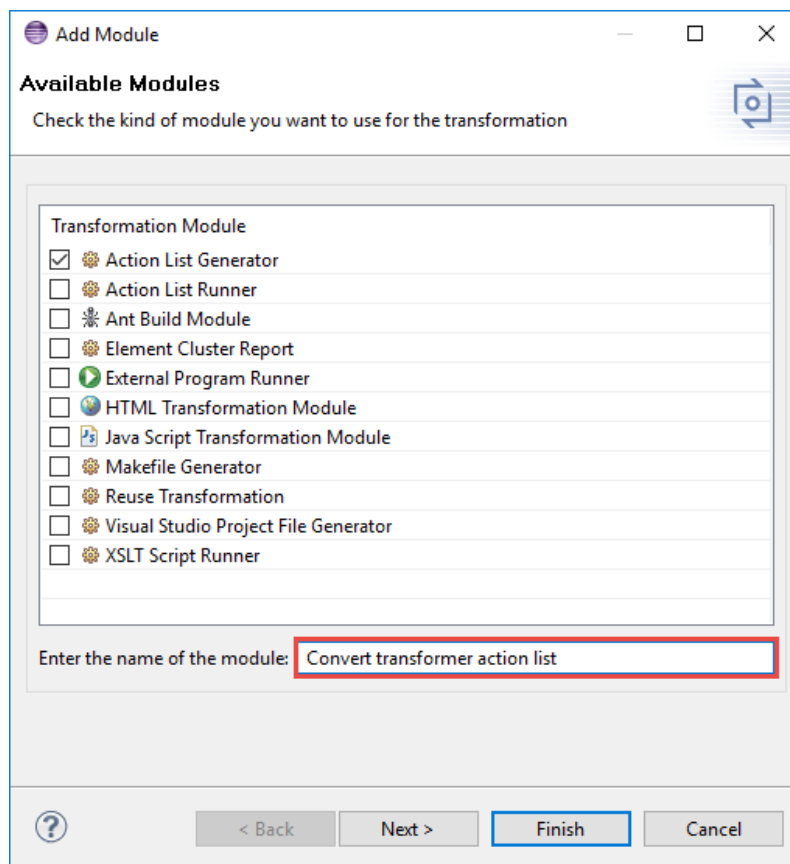 Add Module
Available Modules
Check the kind of module you want to use for the transformation
Transformation Module
Action List Generator
Action List Runner
Ant Build Module
Element Cluster Report
External Program Runner
HTML Transformation Module
Java Script Transformation Module
Makefile Generator
Reuse Transformation
Visual Studio Project File Generator
XSLT Script Runner
Enter the name of the module: Convert transformer action list
? < Back Next > Finish Cancel